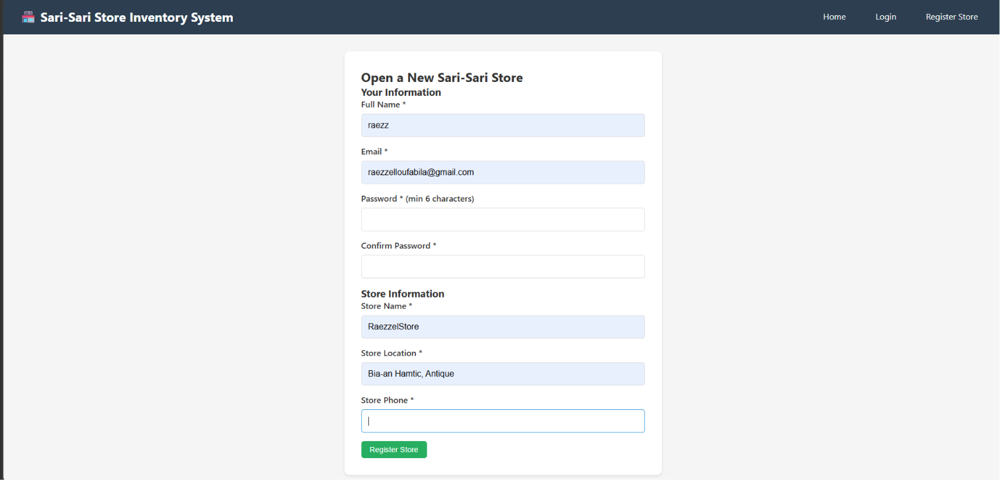 Sari-Sari Store Inventory System
Home Login Register Store
Open a New Sari-Sari Store
Your Information
Full Name *
raezz
Email *
raezzelloufabila@gmail.com
Password * (min 6 characters)
Confirm Password *
Store Information
Store Name *
RaezzelStore
Store Location *
Bia-an Hamtic, Antique
Store Phone *
Register Store